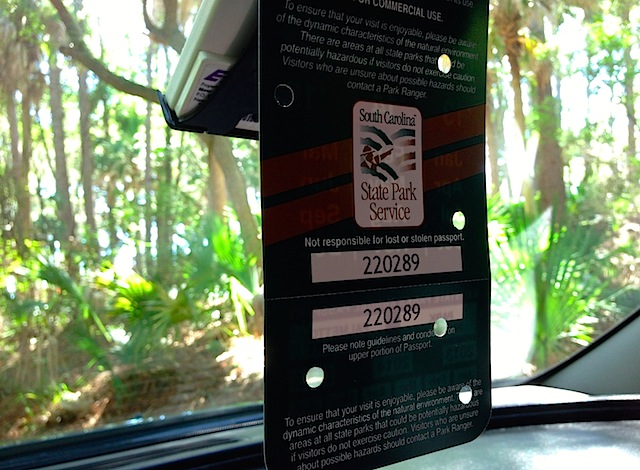 FOR COMMERCIAL USE.
To ensure that your visit is enjoyable, please be aware
of the dynamic characteristics of the natural environment.
There are areas at all state parks that could be
potentially hazardous if visitors do not exercise caution
Visitors who are unsure about possible hazards should
contact a Park Ranger.
South Carolina
State Park
Service
Not responsible for lost or stolen passport.
220289
220289
Please note guidelines and conditions on
upper portion of Passport.
To ensure that your visit is enjoyable, please be aware of the
dynamic characteristics of the natural environment. There are
areas at all state parks that could be potentially hazardous
if visitors do not exercise caution. Visitors who are unsure
about possible hazards should contact a Park Ranger.